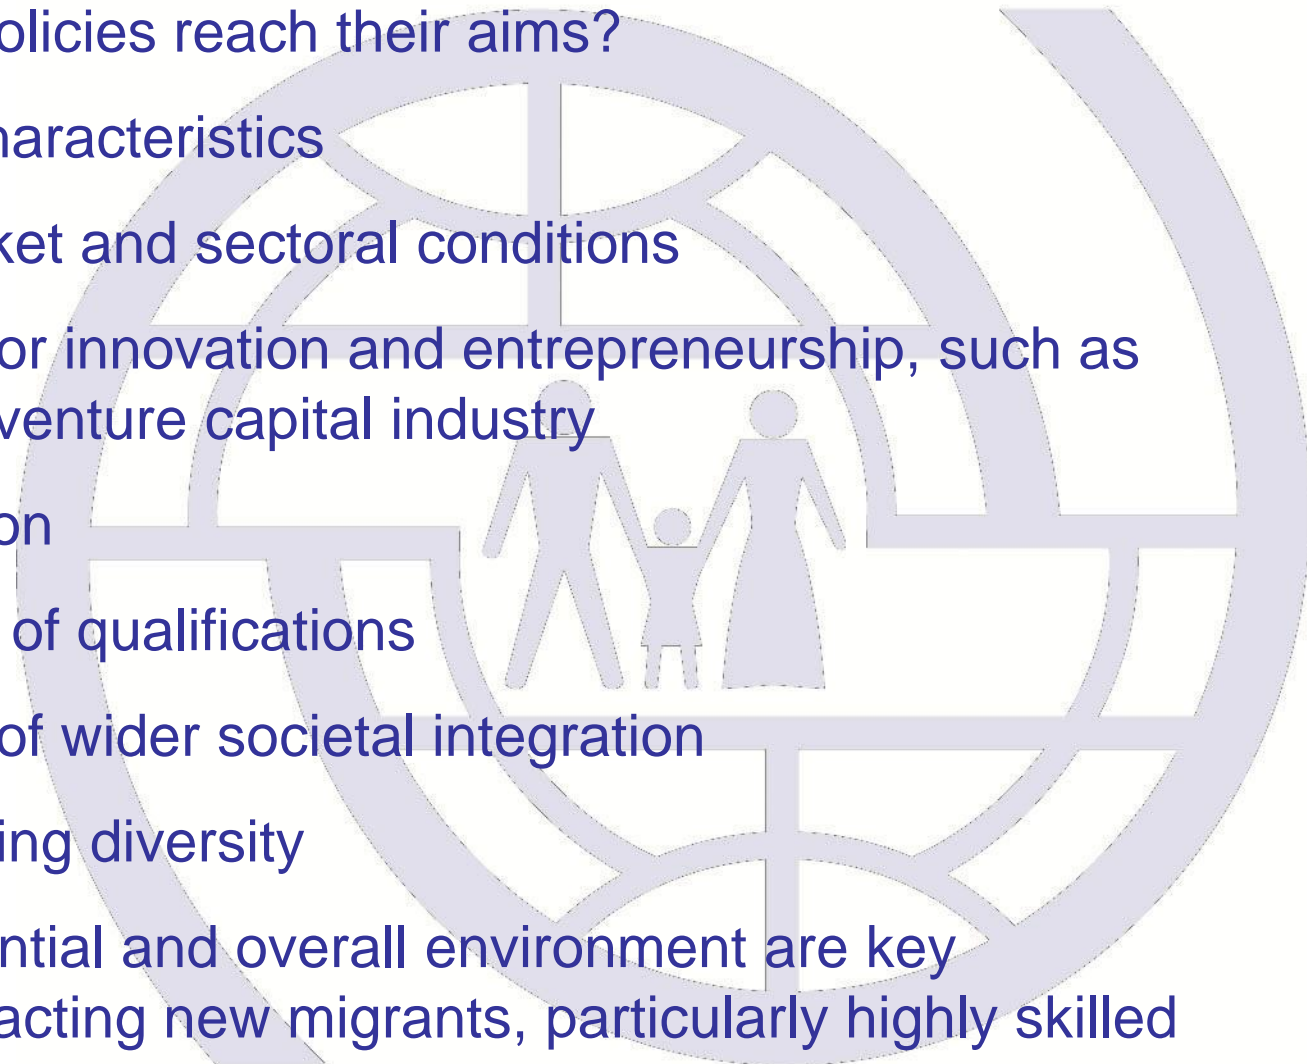 olicies reach their aims?
haracteristics
ket and sectoral conditions
or innovation and entrepreneurship, such as
venture capital industry
on
of qualifications
of wider societal integration
ing diversity
ntial and overall environment are key
acting new migrants, particularly highly skilled